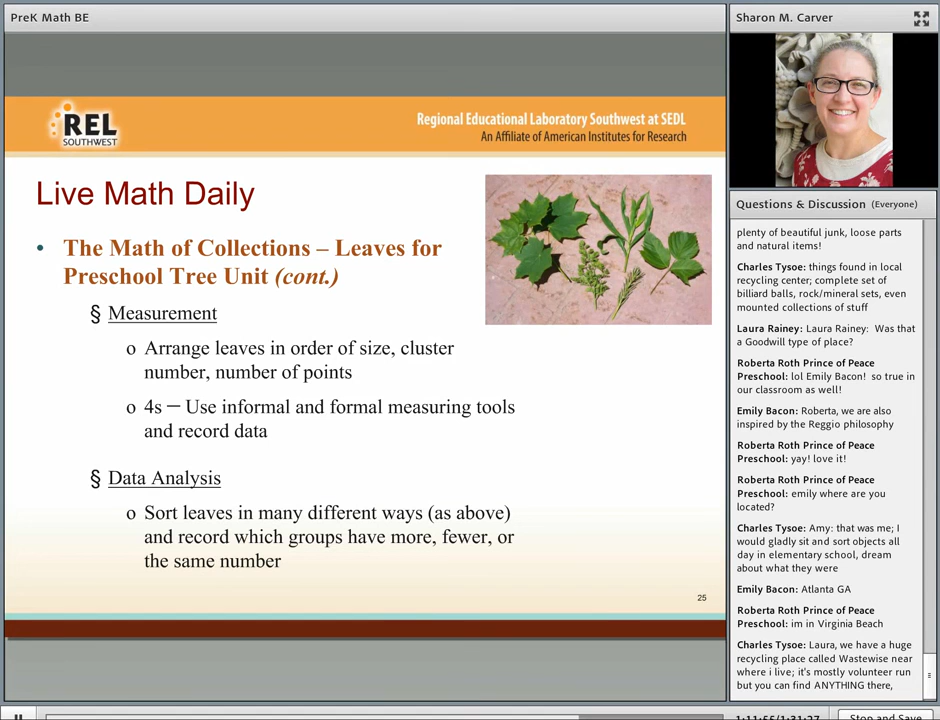 PreK Math BE
REL
SOUTHWEST
Regional Educational Laboratory Southwest at SEDL
An Affiliate of American Institutes for Research
Live Math Daily
• The Math of Collections – Leaves for
Preschool Tree Unit (cont.)
§ Measurement
o Arrange leaves in order of size, cluster
number, number of points
o 4s – Use informal and formal measuring tools
and record data
§ Data Analysis
o Sort leaves in many different ways (as above)
and record which groups have more, fewer, or
the same number
25
Sharon M. Carver
Questions & Discussion (Everyone)
plenty of beautiful junk, loose parts
and natural items!
Charles Tysoe: things found in local
recycling center; complete set of
billiard balls, rock/mineral sets, even
mounted collections of stuff
Laura Rainey: Laura Rainey: Was that
a Goodwill type of place?
Roberta Roth Prince of Peace
Preschool: lol Emily Bacon! so true in
our classroom as well!
Emily Bacon: Roberta, we are also
inspired by the Reggio philosophy
Roberta Roth Prince of Peace
Preschool: yay! love it!
Roberta Roth Prince of Peace
Preschool: emily where are you
located?
Charles Tysoe: Amy: that was me; I
would gladly sit and sort objects all
day in elementary school, dream
about what they were
Emily Bacon: Atlanta GA
Roberta Roth Prince of Peace
Preschool: im in Virginia Beach
Charles Tysoe: Laura, we have a huge
recycling place called Wastewise near
where i live; it's mostly volunteer run
but you can find ANYTHING there,
1:11:56/1:31:27
Stop and Save